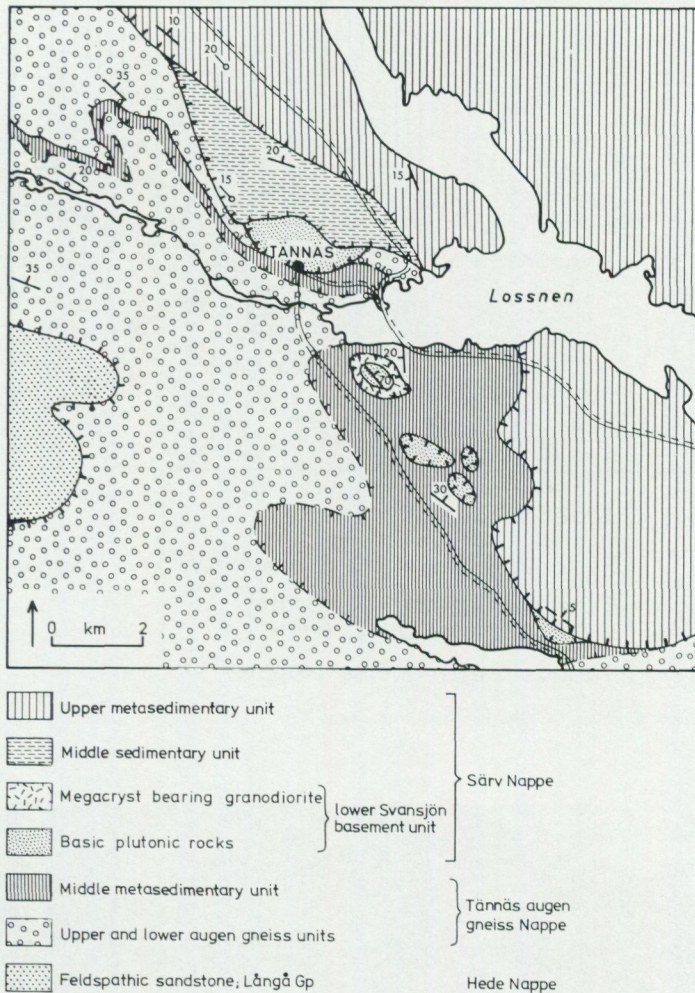 10
20
35
20
15
15
20
TÄNNÄS
35
Lossnen
20
30
5
0 km 2
Upper metasedimentary unit
Middle sedimentary unit
Särv Nappe
Megacryst bearing granodiorite
lower Svansjön
basement unit
Basic plutonic rocks
Middle metasedimentary unit
Tännäs augen
gneiss Nappe
Upper and lower augen gneiss units
Feldspathic sandstone; Långå Gp
Hede Nappe